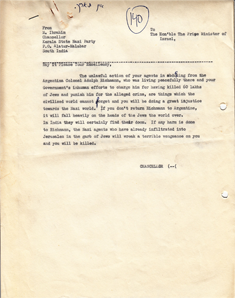 From
Chancellor
Kerala State Nazi Party
South India
To
The Hon'ble The Prime Minister of
Israel,
May It Please Your Excellency,
The unlawful action of your agents in abducting from the
Argentina Colonel Adolph Eichmann, who was living peacefully there and your
Government's inhuman efforts to charge him for having killed 60 lakhs
of Jews and punish him for the alleged crime, are things which the
civilised world cannot forget and you will be doing a great injustice
towards the Nazi world. If you don't return Eichmann to Argentina,
it will fall heavily on the heads of the Jews the world over.
In India they will certainly find their doom. If any harm is done
to Eichmann, the Nazi agents who have already infiltrated into
Jerusalem in the garb of Jews will wreak a terrible vengeance on you
and you will be killed.
CHANCELLOR (--)